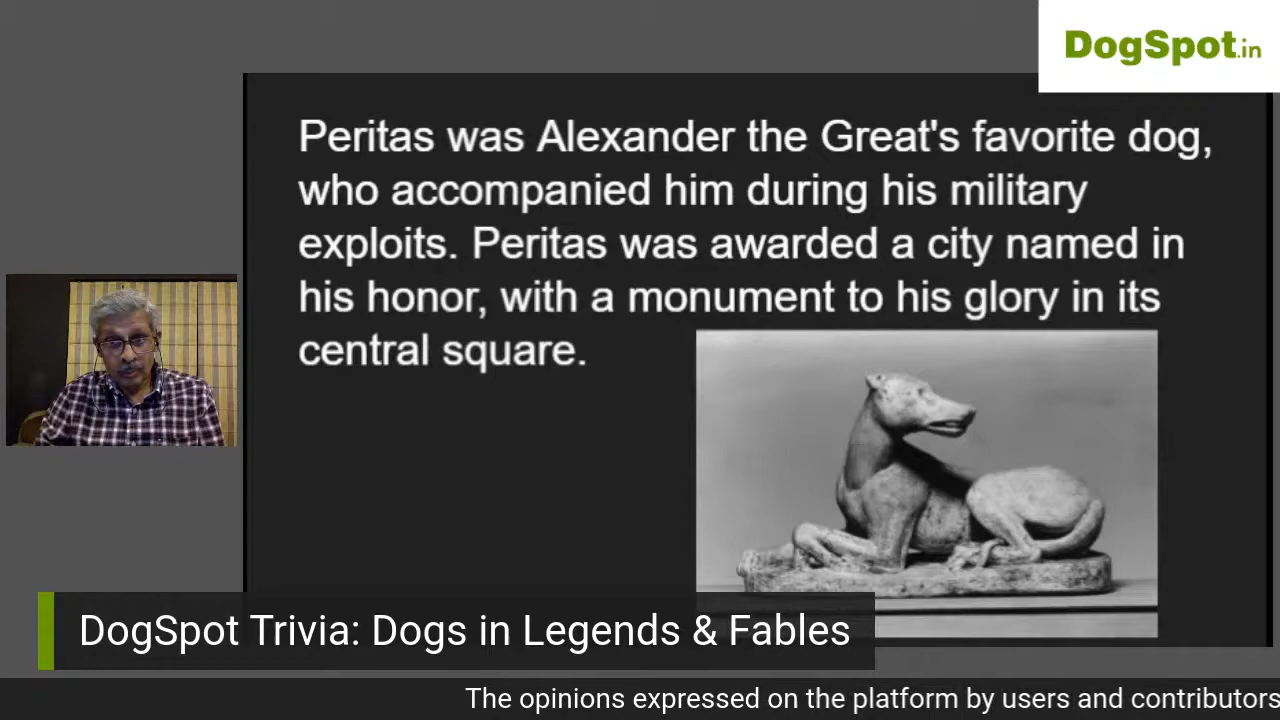 DogSpot.in
Peritas was Alexander the Great's favorite dog,
who accompanied him during his military
exploits. Peritas was awarded a city named in
his honor, with a monument to his glory in its
central square.
DogSpot Trivia: Dogs in Legends & Fables
The opinions expressed on the platform by users and contributors